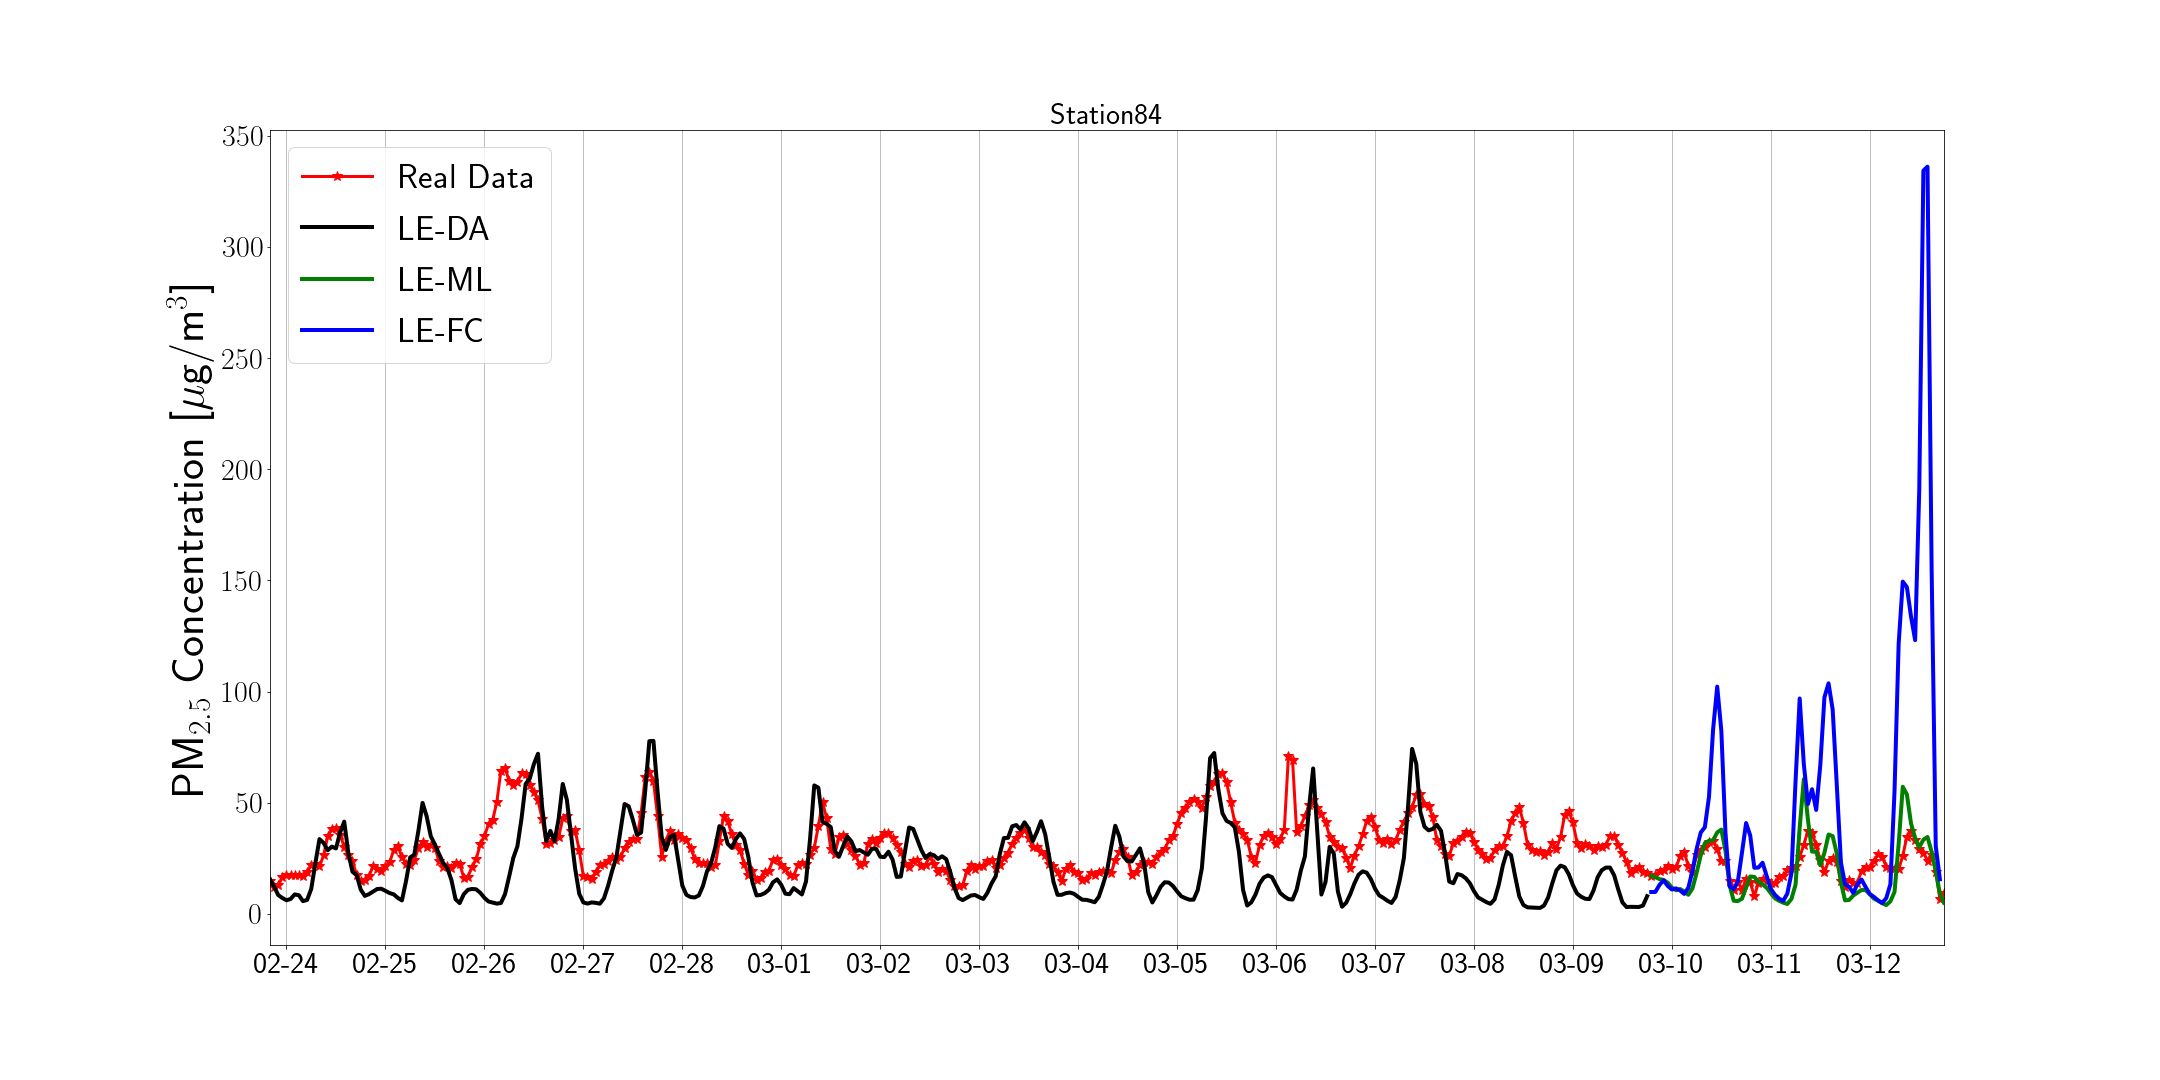 Station84
350
300
250
200
150
100
50
0
PM2.5 Concentration [μg/m³]
Real Data
LE-DA
LE-ML
LE-FC
02-24 02-25 02-26 02-27 02-28 03-01 03-02 03-03 03-04 03-05 03-06 03-07 03-08 03-09 03-10 03-11 03-12